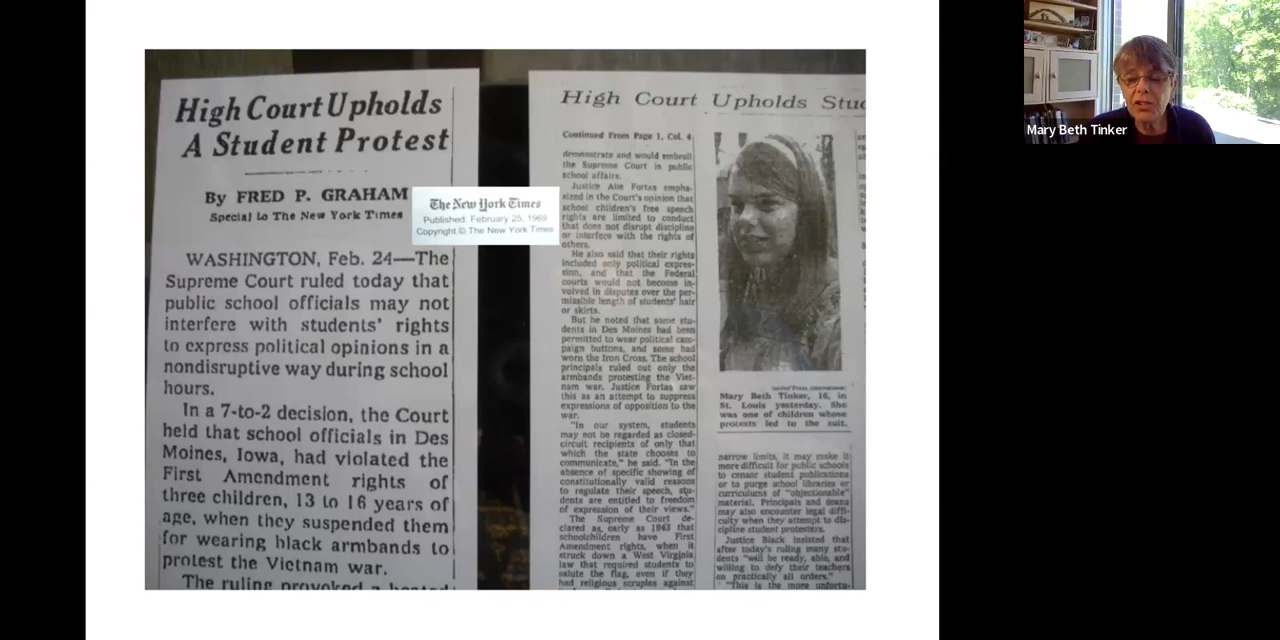 High Court Upholds
A Student Protest
By FRED P. GRAHAM
Special to The New York Times
WASHINGTON, Feb. 24—The
Supreme Court ruled today that
public school officials may not
interfere with students' rights
to express political opinions in a
nondisruptive way during school
hours.
In a 7-to-2 decision, the Court
held that school officials in Des
Moines, Iowa, had violated the
First Amendment rights of
three children, 13 to 16 years of
age, when they suspended them
for wearing black armbands to
protest the Vietnam war.
The ruling provoked a heated
The New York Times
Published: February 25, 1969
Copyright © The New York Times
High Court Upholds Stu
Continued From Page 1, Col. 4
demonstrate and would embroil
the Supreme Court in public
school affairs.
Justice Abe Fortas empha-
sized in the Court's opinion that
school children's free speech
rights are limited to conduct
that does not disrupt discipline
or interfere with the rights of
others.
He also said that their rights
included only political expres-
sion, and that the Federal
courts would not become in-
volved in disputes over the per-
missible length of students' hair
or skirts.
But he noted that some stu-
dents in Des Moines had been
permitted to wear political cam-
paign buttons, and some had
worn the Iron Cross. The school
principals ruled out only the
armbands protesting the Viet-
nam war. Justice Fortas saw
this as an attempt to suppress
expressions of opposition to the
war.
"In our system, students
may not be regarded as closed-
circuit recipients of only that
which the state chooses to
communicate," he said. "In the
absence of specific showing of
constitutionally valid reasons
to regulate their speech, stu-
dents are entitled to freedom
of expression of their views."
The Supreme Court de-
clared as early as 1943 that
schoolchildren have First
Amendment rights, when it
struck down a West Virginia
law that required students to
salute the flag, even if they
had religious scruples against
United Press International
Mary Beth Tinker, 16, in
St. Louis yesterday. She
was one of children whose
protests led to the suit.
narrow limits, it may make it
more difficult for public schools
to censor student publications
or to purge school libraries or
curriculums of "objectionable"
material. Principals and deans
may also encounter legal diffi-
culty when they attempt to dis-
cipline student protesters.
Justice Black insisted that
after today's ruling many stu-
dents "will be ready, able, and
willing to defy their teachers
on practically all orders."
"This is the more unfortu-
Mary Beth Tinker